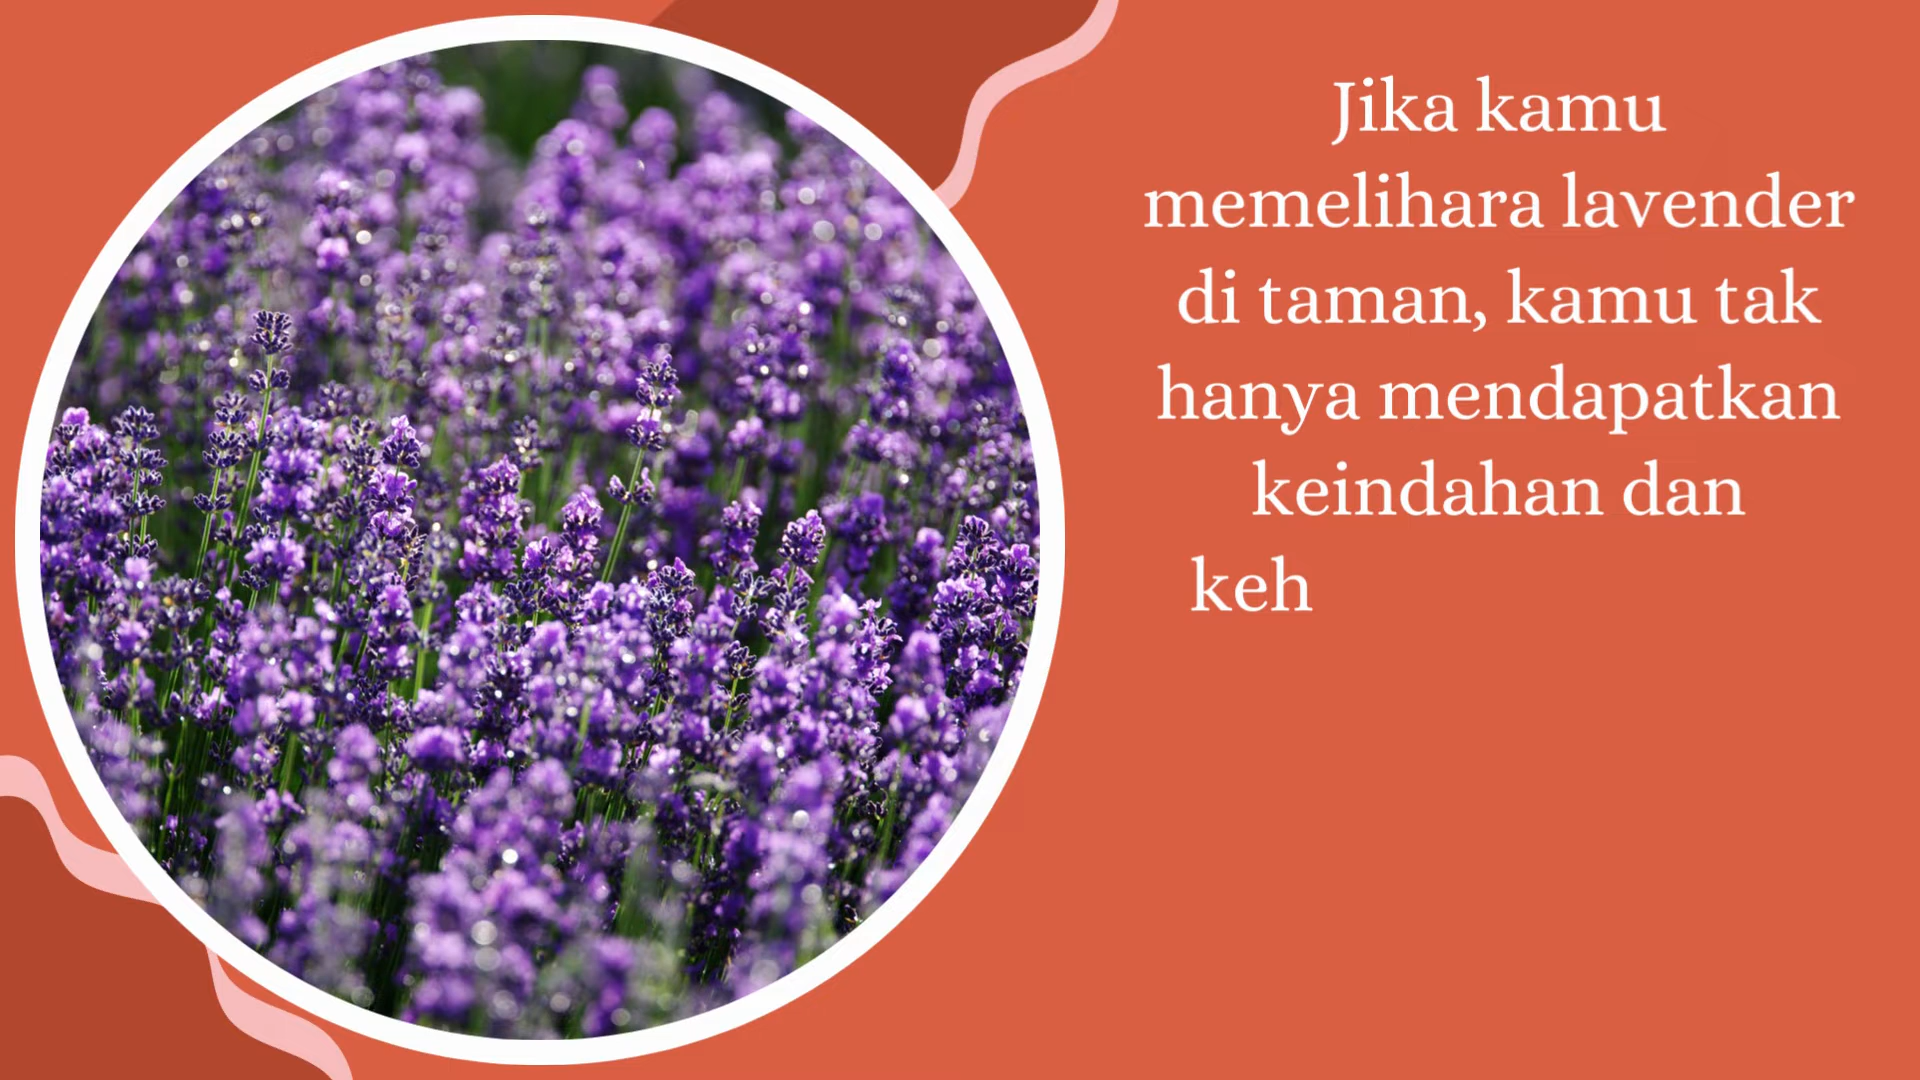 Jika kamu
memelihara lavender
di taman, kamu tak
hanya mendapatkan
keindahan dan
keh